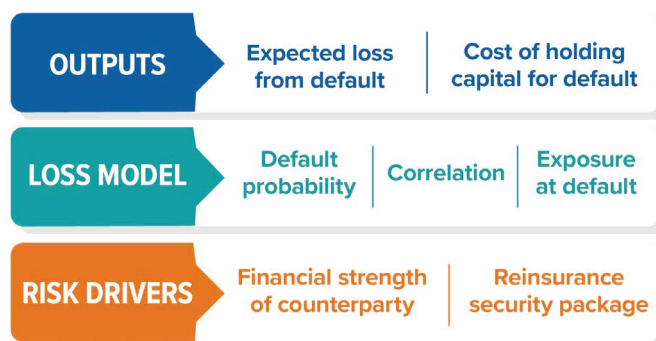 OUTPUTS
Expected loss
from default
Cost of holding
capital for default
LOSS MODEL
Default
probability
Correlation
Exposure
at default
RISK DRIVERS
Financial strength
of counterparty
Reinsurance
security package